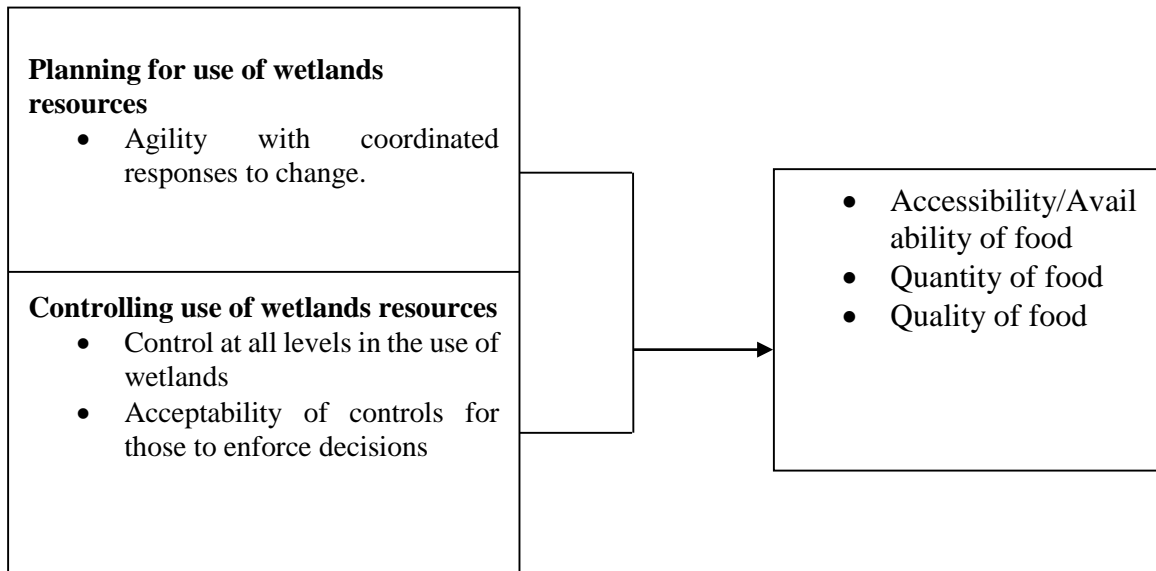 Planning for use of wetlands
resources
• Agility with coordinated
responses to change.
Controlling use of wetlands resources
• Control at all levels in the use of
wetlands
• Acceptability of controls for
those to enforce decisions
• Accessibility/Avail
ability of food
• Quantity of food
• Quality of food